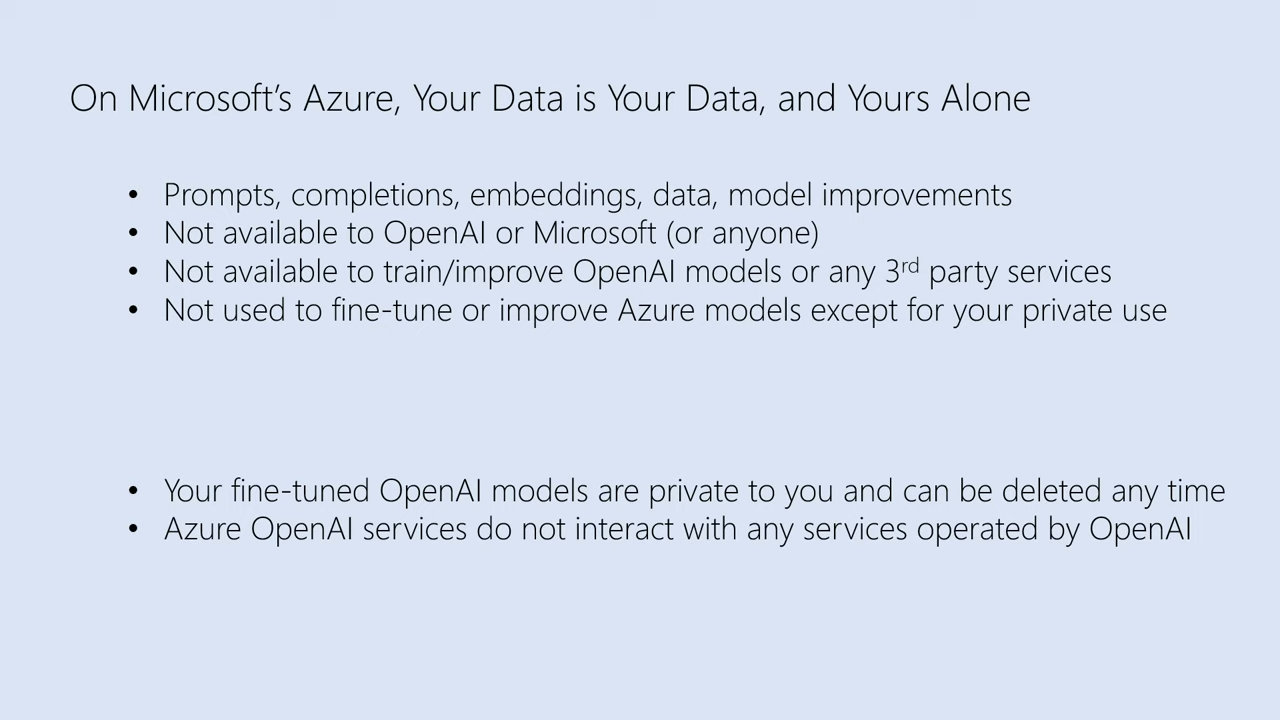 On Microsoft’s Azure, Your Data is Your Data, and Yours Alone
• Prompts, completions, embeddings, data, model improvements
• Not available to OpenAI or Microsoft (or anyone)
• Not available to train/improve OpenAI models or any 3rd party services
• Not used to fine-tune or improve Azure models except for your private use
• Your fine-tuned OpenAI models are private to you and can be deleted any time
• Azure OpenAI services do not interact with any services operated by OpenAI